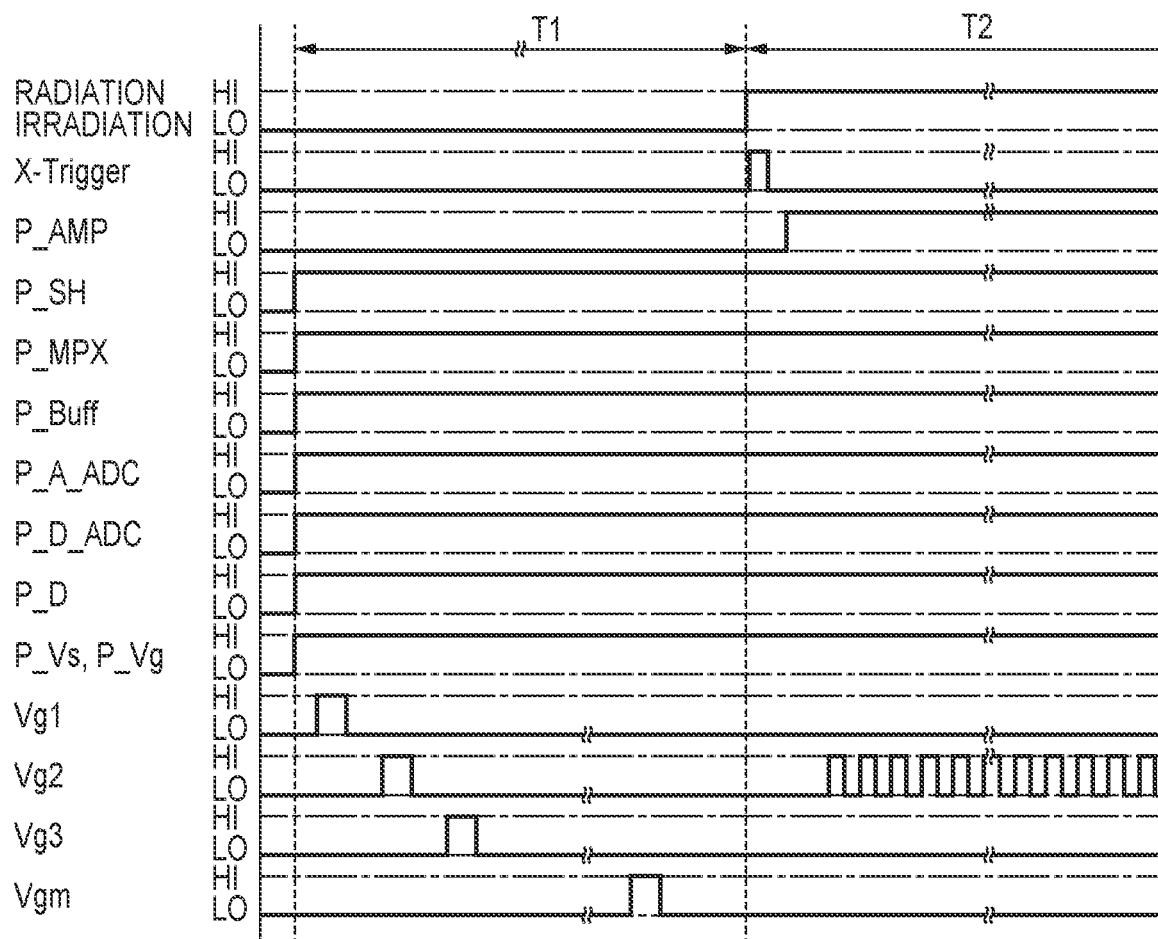 T1 T2
RADIATION HI
IRRADIATION LO
X-Trigger HI LO
P_AMP HI LO
P_SH HI LO
P_MPX HI LO
P_Buff HI LO
P_A_ADC HI LO
P_D_ADC HI LO
P_D HI LO
P_Vs, P_Vg HI LO
Vg1 HI LO
Vg2 HI LO
Vg3 HI LO
Vgm HI LO